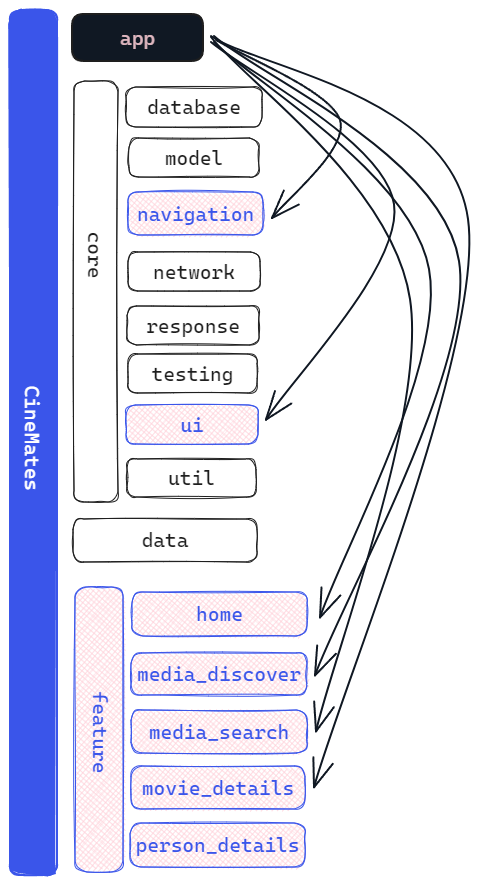 CineMates
app
core
database
model
navigation
network
response
testing
ui
util
data
feature
home
media_discover
media_search
movie_details
person_details